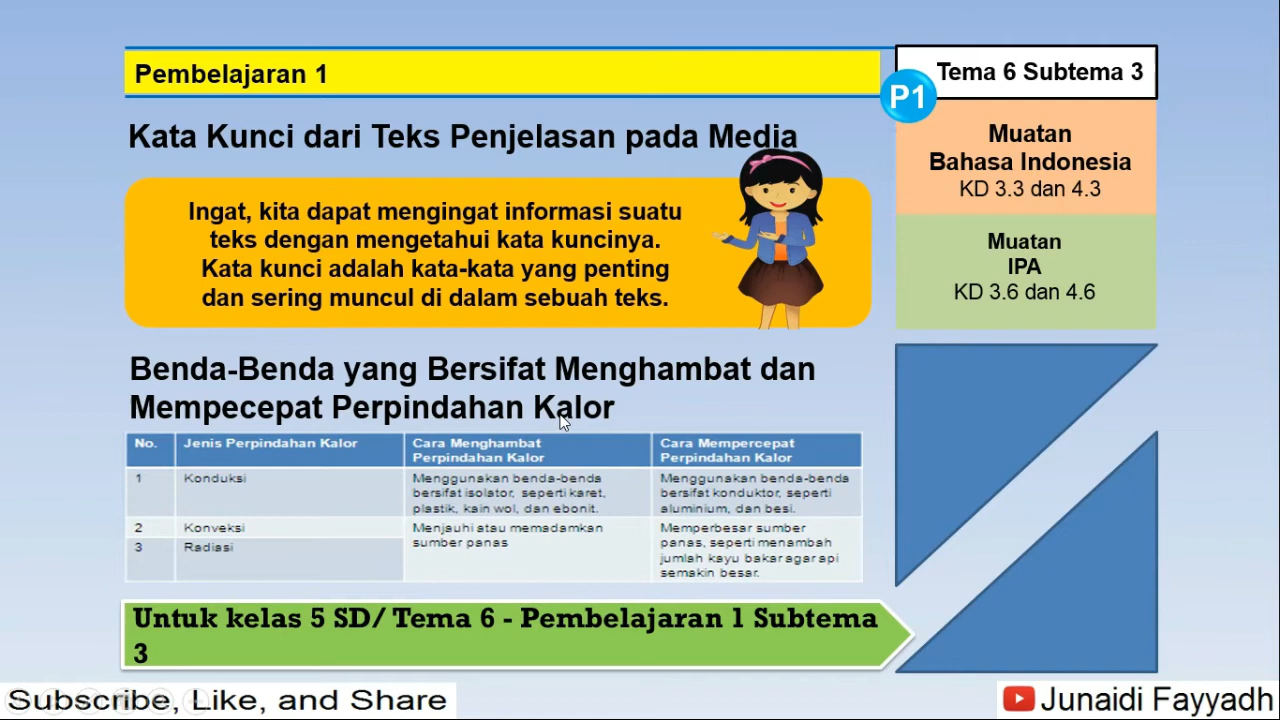 Pembelajaran 1
Tema 6 Subtema 3
P1
Kata Kunci dari Teks Penjelasan pada Media
Muatan
Bahasa Indonesia
KD 3.3 dan 4.3
Ingat, kita dapat mengingat informasi suatu
teks dengan mengetahui kata kuncinya.
Kata kunci adalah kata-kata yang penting
dan sering muncul di dalam sebuah teks.
Muatan
IPA
KD 3.6 dan 4.6
Benda-Benda yang Bersifat Menghambat dan
Mempecepat Perpindahan Kalor
No.
Jenis Perpindahan Kalor
Cara Menghambat
Perpindahan Kalor
Cara Mempercepat
Perpindahan Kalor
1
Konduksi
Menggunakan benda-benda
bersifat isolator, seperti karet,
plastik, kain wol, dan ebonit.
Menggunakan benda-benda
bersifat konduktor, seperti
aluminium, dan besi.
2
Konveksi
3
Radiasi
Menjauhi atau memadamkan
sumber panas
Memperbesar sumber
panas, seperti menambah
jumlah kayu bakar agar api
semakin besar.
Untuk kelas 5 SD/ Tema 6 - Pembelajaran 1 Subtema
3
Subscribe, Like, and Share
Junaidi Fayyadh